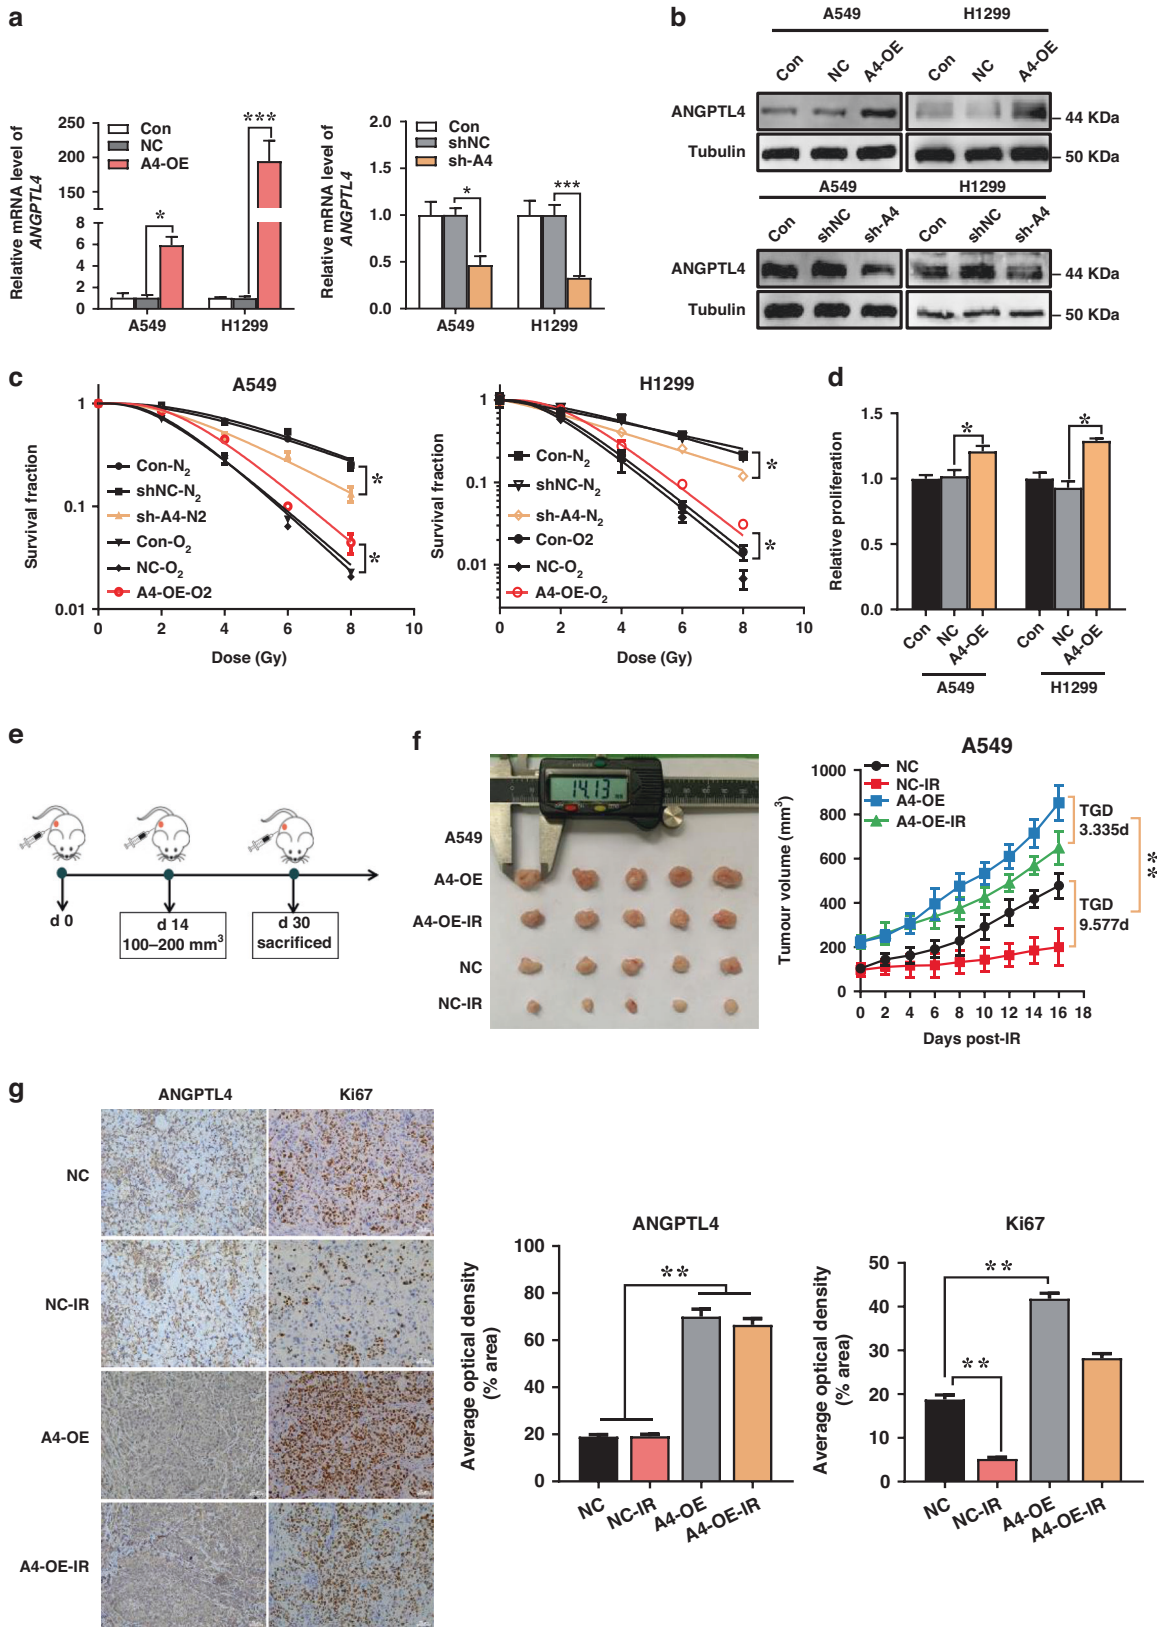 a
Relative mRNA level of
ANGPTL4
250
200
150
100
8
6
4
2
0
Con
NC
A4-OE
*
***
A549
H1299
Relative mRNA level of
ANGPTL4
2.0
1.5
1.0
0.5
0.0
Con
shNC
sh-A4
*
***
A549
H1299
b
A549
H1299
Con
NC
A4-OE
Con
NC
A4-OE
ANGPTL4
44 KDa
Tubulin
50 KDa
A549
H1299
Con
shNC
sh-A4
Con
shNC
sh-A4
ANGPTL4
44 KDa
Tubulin
50 KDa
c
A549
Survival fraction
1
0.1
0.01
Con-N2
shNC-N2
sh-A4-N2
Con-O2
NC-O2
A4-OE-O2
*
*
0 2 4 6 8 10
Dose (Gy)
H1299
Survival fraction
1
0.1
0.01
Con-N2
shNC-N2
sh-A4-N2
Con-O2
NC-O2
A4-OE-O2
*
*
0 2 4 6 8 10
Dose (Gy)
d
Relative proliferation
1.5
1.0
0.5
0.0
*
*
Con
NC
A4-OE
Con
NC
A4-OE
A549
H1299
e
d 0
d 14
100–200 mm3
d 30
sacrificed
f
14.13
A549
A4-OE
A4-OE-IR
NC
NC-IR
A549
Tumour volume (mm3)
1000
800
600
400
200
0
NC
NC-IR
A4-OE
A4-OE-IR
TGD
3.335d
TGD
9.577d
**
0 2 4 6 8 10 12 14 16 18
Days post-IR
g
ANGPTL4
Ki67
NC
NC-IR
A4-OE
A4-OE-IR
ANGPTL4
Average optical density
(% area)
100
80
60
40
20
0
**
NC
NC-IR
A4-OE
A4-OE-IR
Ki67
Average optical density
(% area)
50
40
30
20
10
0
**
**
NC
NC-IR
A4-OE
A4-OE-IR